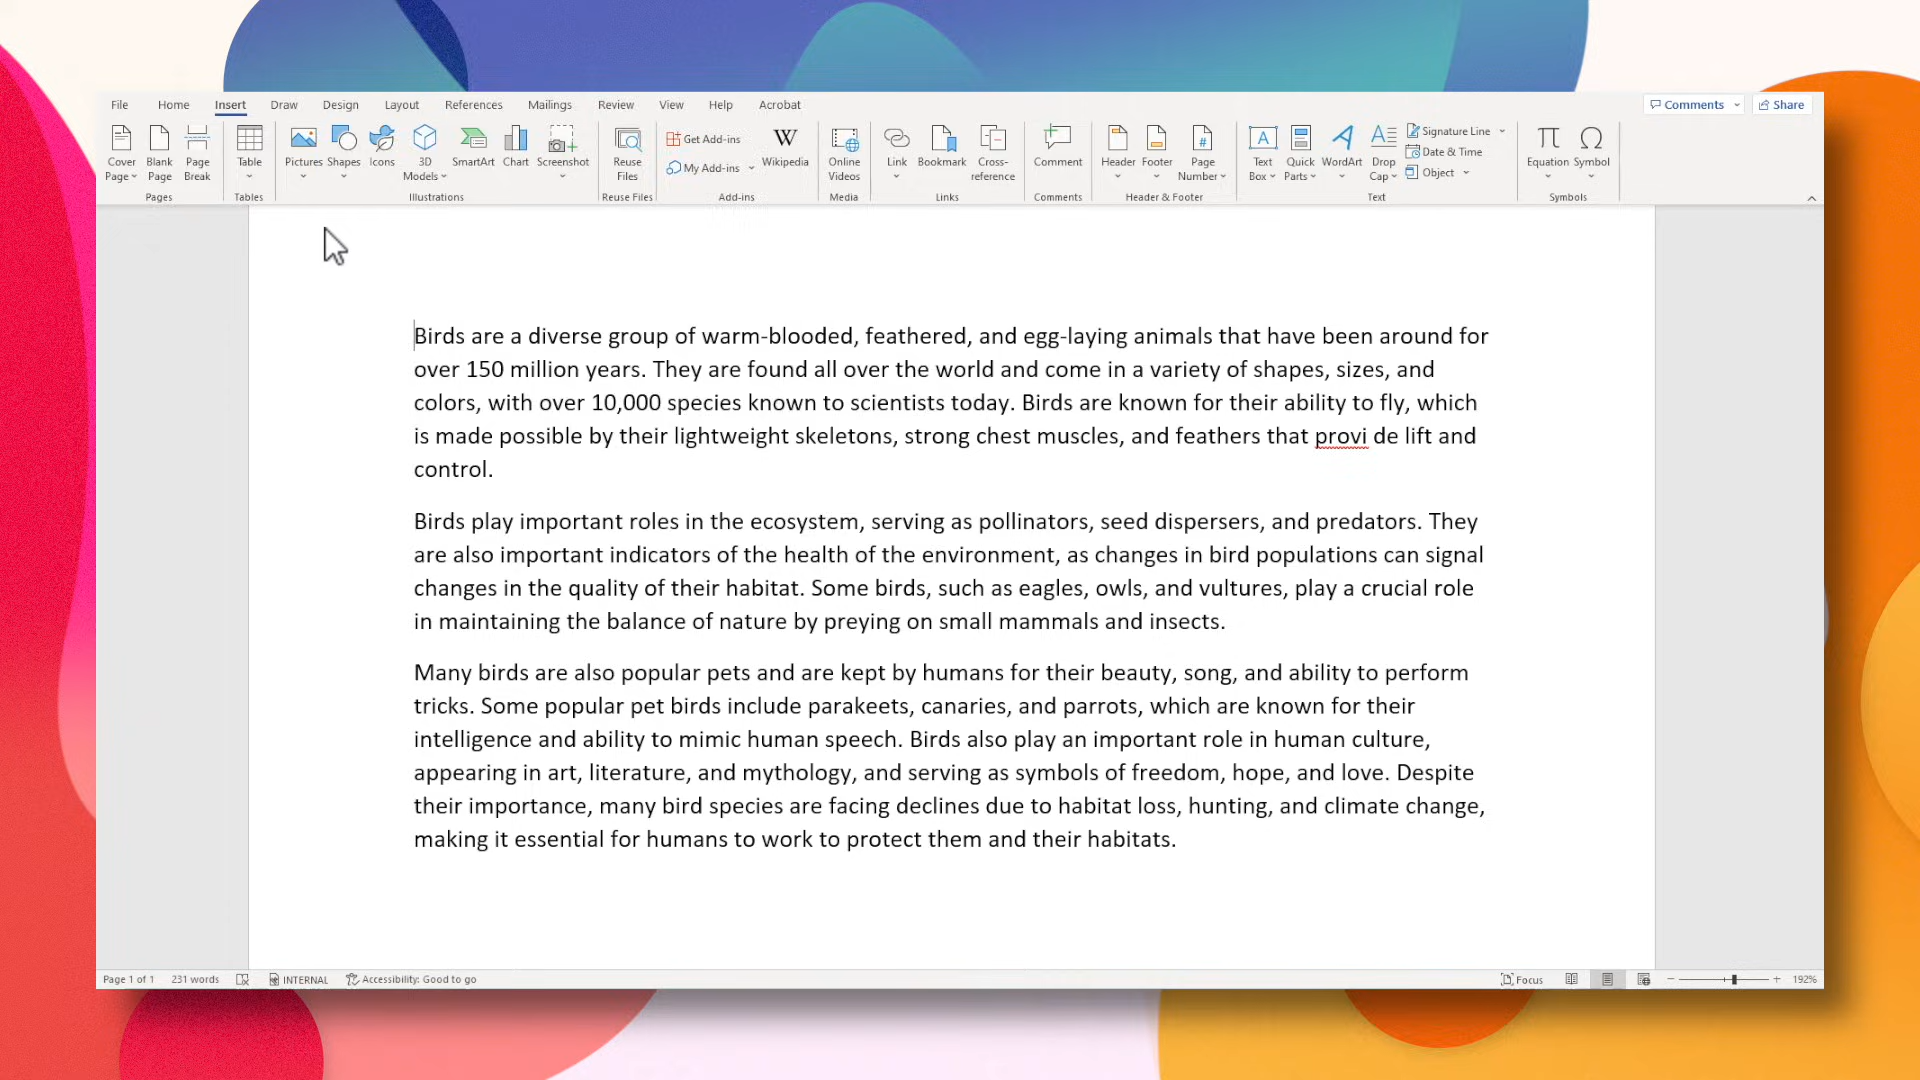 File Home Insert Draw Design Layout References Mailings Review View Help Acrobat Comments Share
Cover Page Blank Page Page Break Table Pictures Shapes Icons 3D Models SmartArt Chart Screenshot Reuse Files Get Add-ins My Add-ins Wikipedia Online Videos Link Bookmark Cross-reference Comment Header Footer Page Number Text Box Quick Parts WordArt Drop Cap Signature Line Date & Time Object Equation Symbol
Pages Tables Illustrations Reuse Files Add-ins Media Links Comments Header & Footer Text Symbols
Birds are a diverse group of warm-blooded, feathered, and egg-laying animals that have been around for
over 150 million years. They are found all over the world and come in a variety of shapes, sizes, and
colors, with over 10,000 species known to scientists today. Birds are known for their ability to fly, which
is made possible by their lightweight skeletons, strong chest muscles, and feathers that provi de lift and
control.
Birds play important roles in the ecosystem, serving as pollinators, seed dispersers, and predators. They
are also important indicators of the health of the environment, as changes in bird populations can signal
changes in the quality of their habitat. Some birds, such as eagles, owls, and vultures, play a crucial role
in maintaining the balance of nature by preying on small mammals and insects.
Many birds are also popular pets and are kept by humans for their beauty, song, and ability to perform
tricks. Some popular pet birds include parakeets, canaries, and parrots, which are known for their
intelligence and ability to mimic human speech. Birds also play an important role in human culture,
appearing in art, literature, and mythology, and serving as symbols of freedom, hope, and love. Despite
their importance, many bird species are facing declines due to habitat loss, hunting, and climate change,
making it essential for humans to work to protect them and their habitats.
Page 1 of 1 231 words INTERNAL Accessibility: Good to go Focus 192%